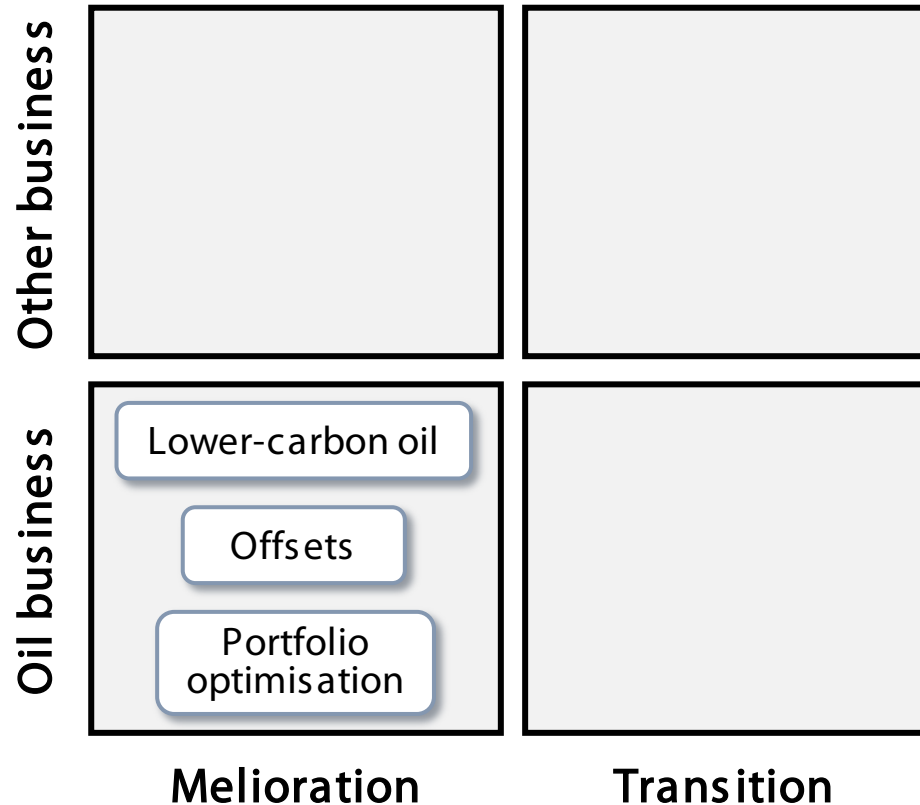 Other business
Lower-carbon oil
Offsets
Portfolio
optimisation
Oil business
Melioration
Transition